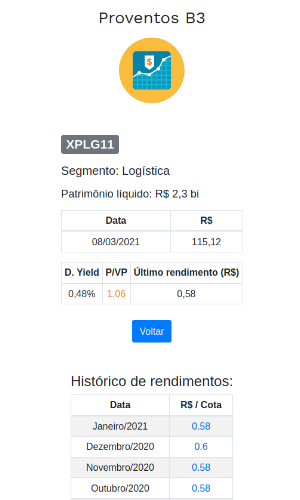 Proventos B3
$
XPLG11
Segmento: Logística
Patrimônio líquido: R$ 2,3 bi
Data R$
08/03/2021 115,12
D. Yield P/VP Último rendimento (R$)
0,48% 1,06 0,58
Voltar
Histórico de rendimentos:
Data R$ / Cota
Janeiro/2021 0.58
Dezembro/2020 0.6
Novembro/2020 0.58
Outubro/2020 0.58